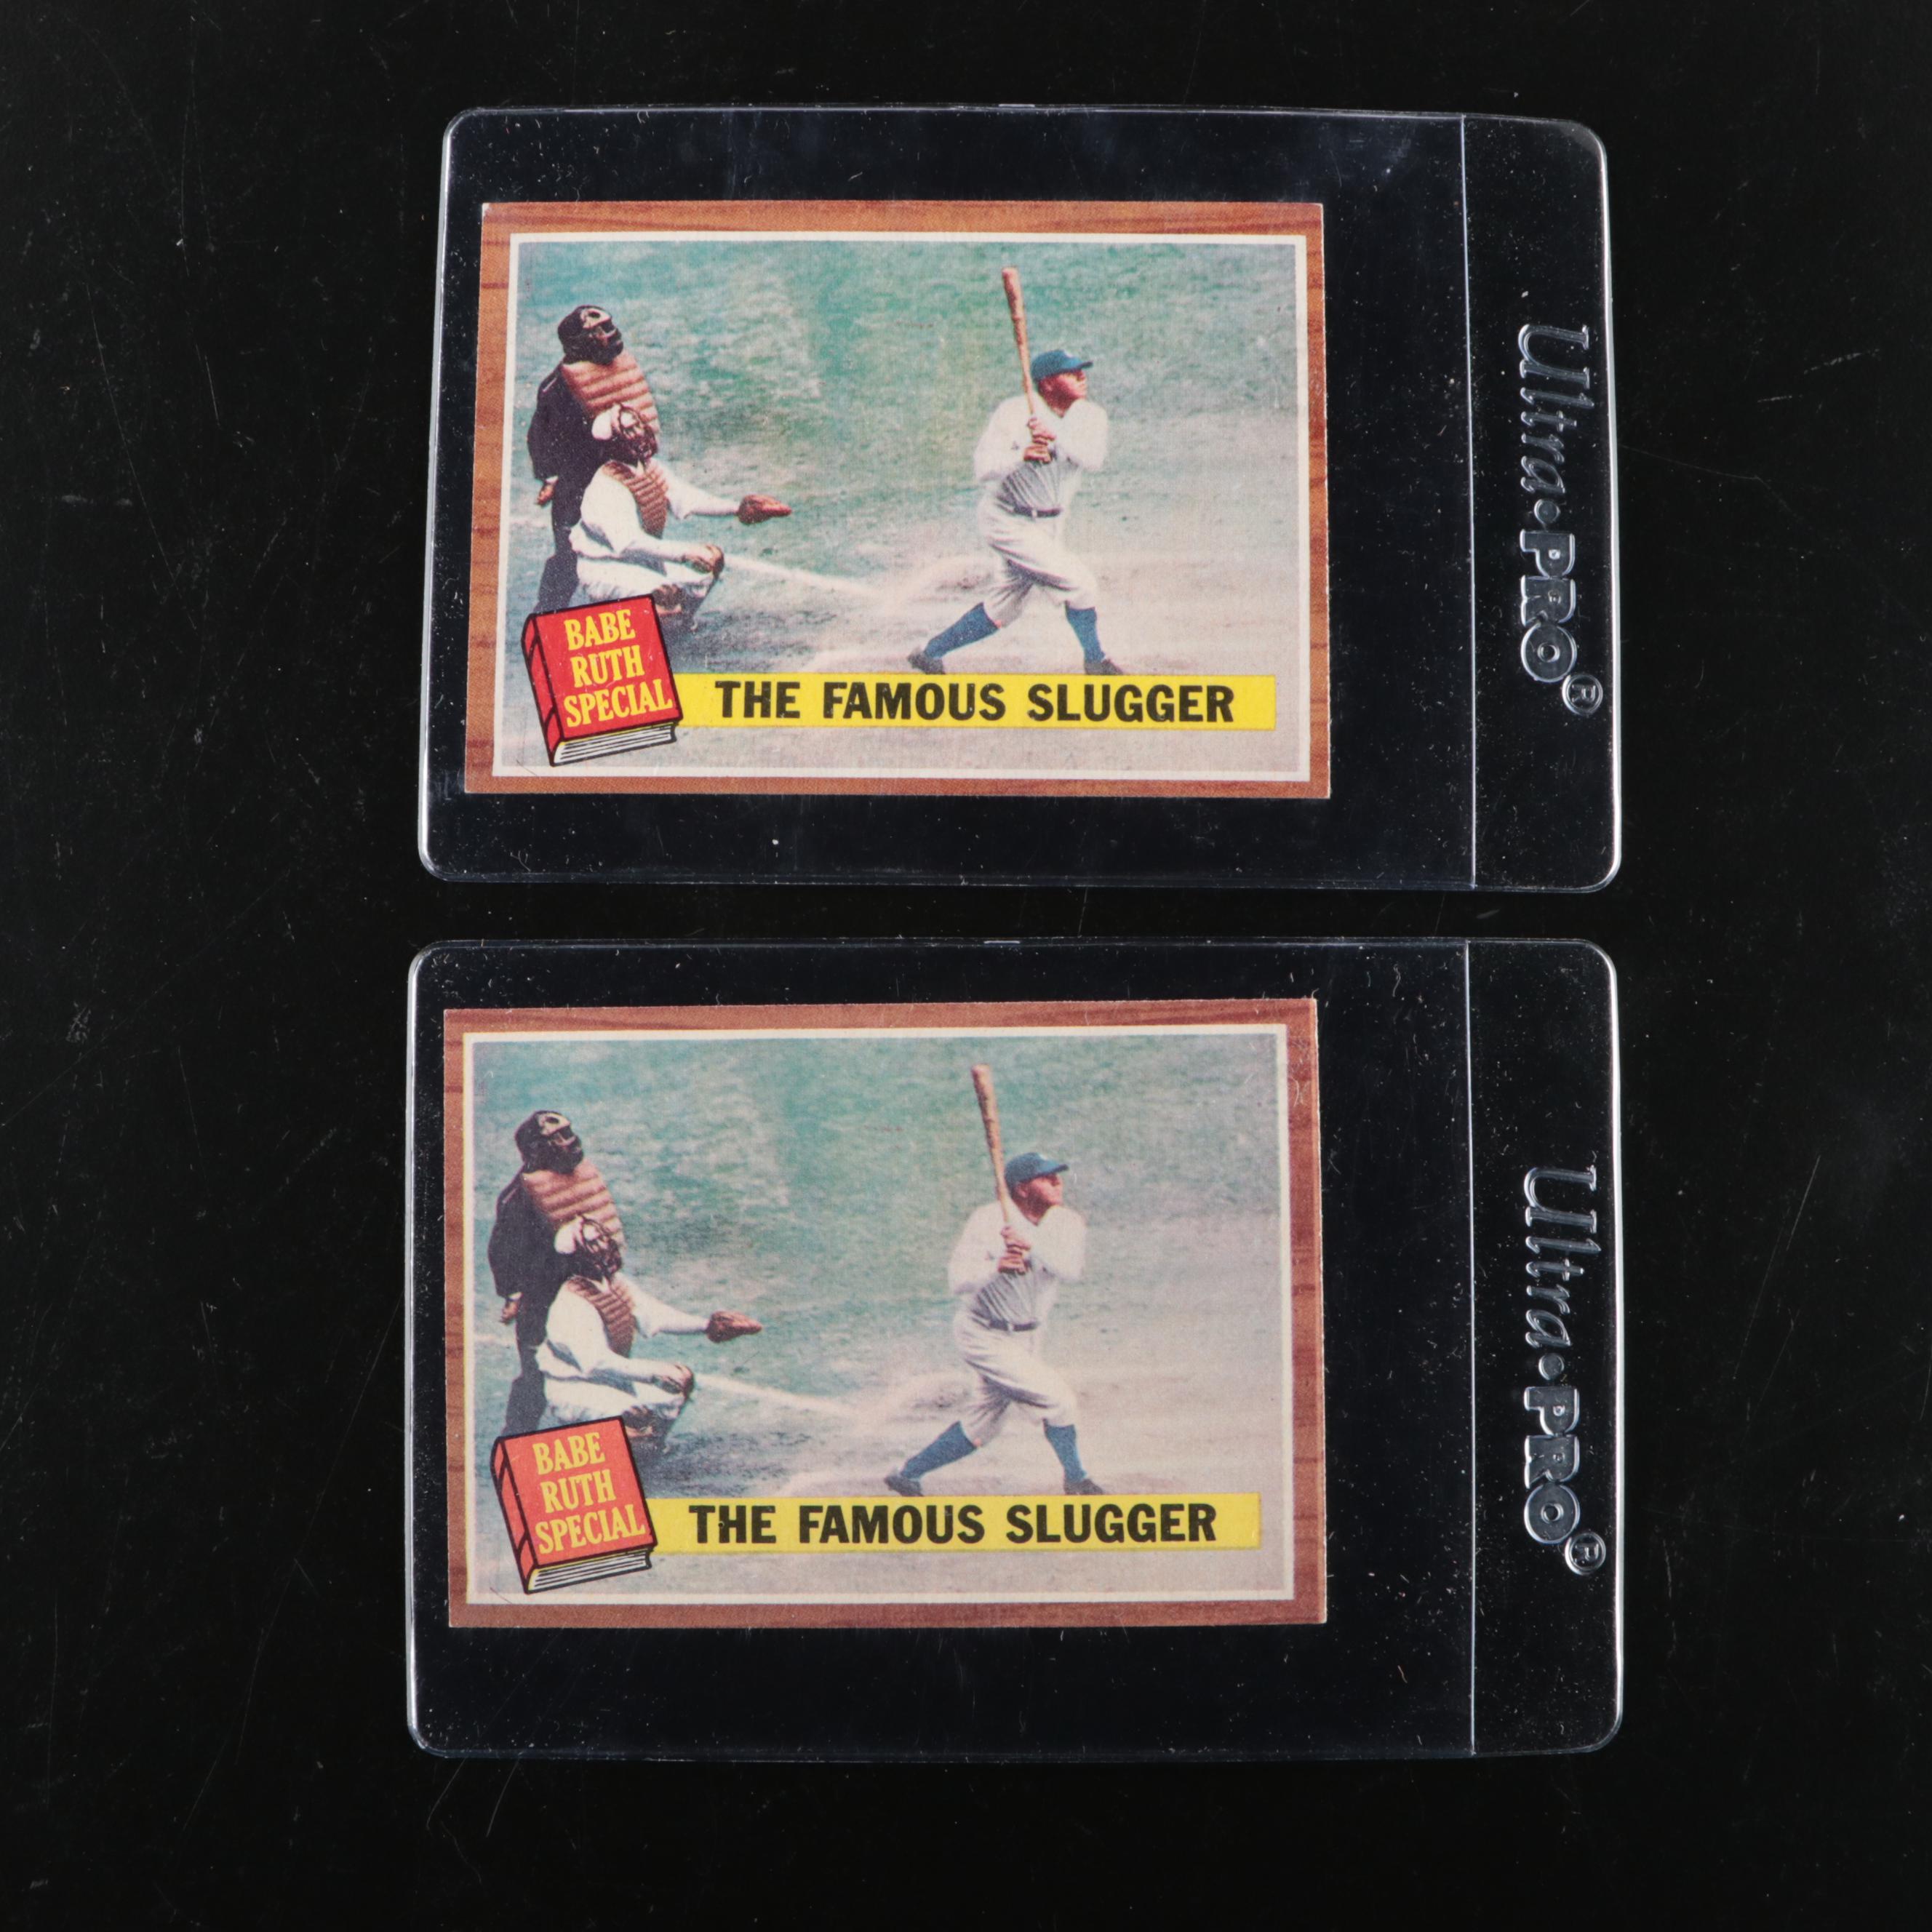 BABE
RUTH
SPECIAL
THE FAMOUS SLUGGER
Ultra•PRO®
BABE
RUTH
SPECIAL
THE FAMOUS SLUGGER
Ultra•PRO®